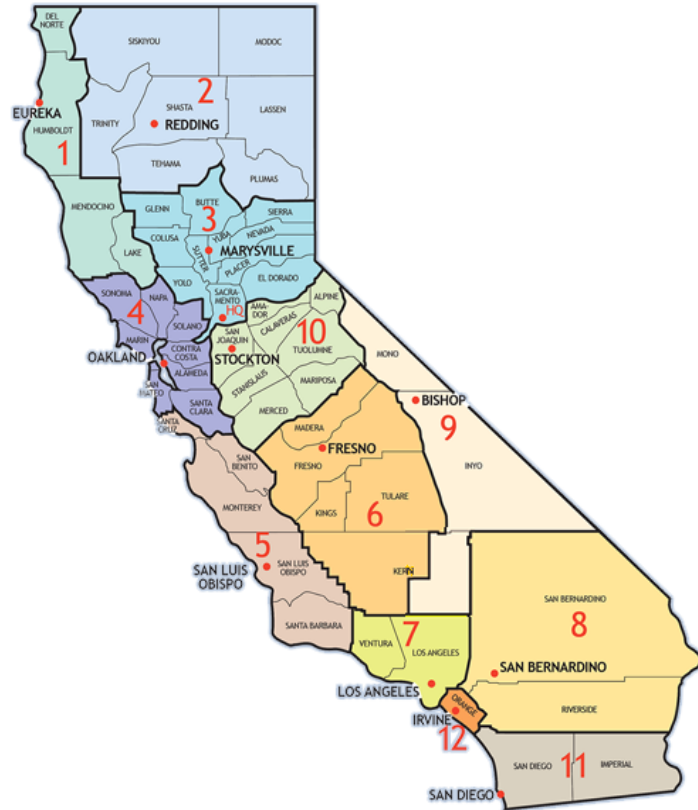 DEL
NORTE
SISKIYOU
MODOC
2
SHASTA
LASSEN
EUREKA
TRINITY
REDDING
HUMBOLDT
1
TEHAMA
PLUMAS
BUTTE
MENDOCINO
GLENN
3
SIERRA
YUBA
NEVADA
COLUSA
SUTTER
MARYSVILLE
LAKE
PLACER
YOLO
EL DORADO
SONOMA
NAPA
SACRA-
MENTO
HQ
AMA-
DOR
ALPINE
4
SOLANO
CALAVERAS
10
MARIN
SAN
JOAQUIN
CONTRA
COSTA
TUOLUMNE
MONO
OAKLAND
STOCKTON
ALAMEDA
STANISLAUS
MARIPOSA
SAN
MATEO
SANTA
CLARA
MERCED
BISHOP
9
SANTA
CRUZ
MADERA
FRESNO
SAN
BENITO
FRESNO
INYO
TULARE
MONTEREY
KINGS
6
5
SAN LUIS
OBISPO
SAN LUIS
OBISPO
KERN
SAN BERNARDINO
SANTA BARBARA
7
8
VENTURA
LOS ANGELES
SAN BERNARDINO
LOS ANGELES
ORANGE
RIVERSIDE
IRVINE
12
SAN DIEGO
11
IMPERIAL
SAN DIEGO